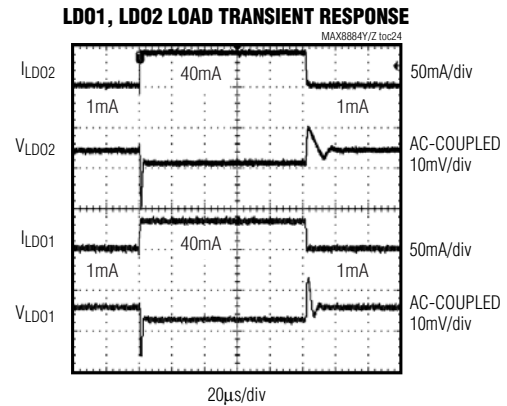 LDO1, LDO2 LOAD TRANSIENT RESPONSE
MAX8884Y/Z toc24
ILDO2
40mA
50mA/div
1mA
1mA
VLDO2
AC-COUPLED
10mV/div
ILDO1
40mA
50mA/div
1mA
1mA
VLDO1
AC-COUPLED
10mV/div
20µs/div